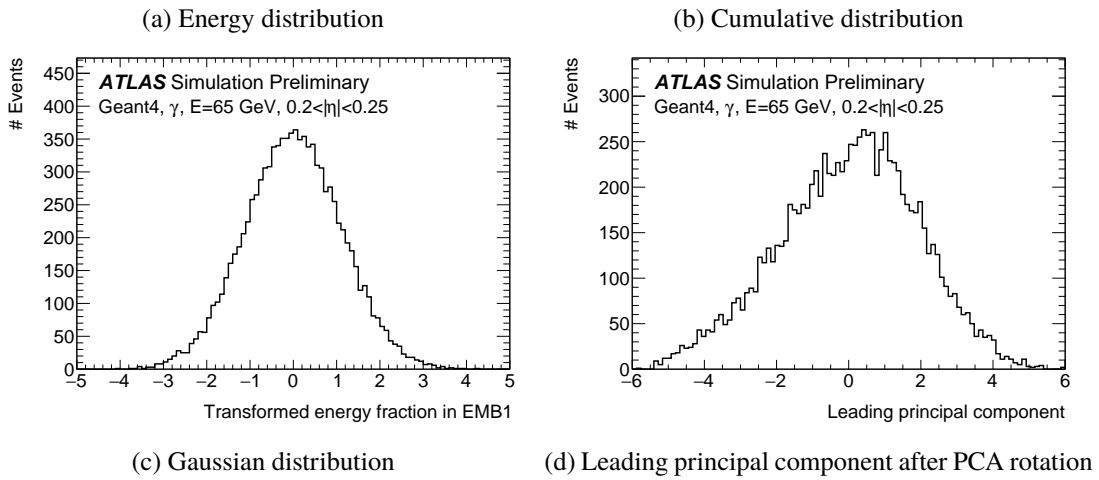 (a) Energy distribution
(b) Cumulative distribution
# Events
450
400
350
300
250
200
150
100
50
0
ATLAS Simulation Preliminary
Geant4, γ, E=65 GeV, 0.2<|η|<0.25
−5 −4 −3 −2 −1 0 1 2 3 4 5
Transformed energy fraction in EMB1
# Events
300
250
200
150
100
50
0
ATLAS Simulation Preliminary
Geant4, γ, E=65 GeV, 0.2<|η|<0.25
−6 −4 −2 0 2 4 6
Leading principal component
(c) Gaussian distribution
(d) Leading principal component after PCA rotation